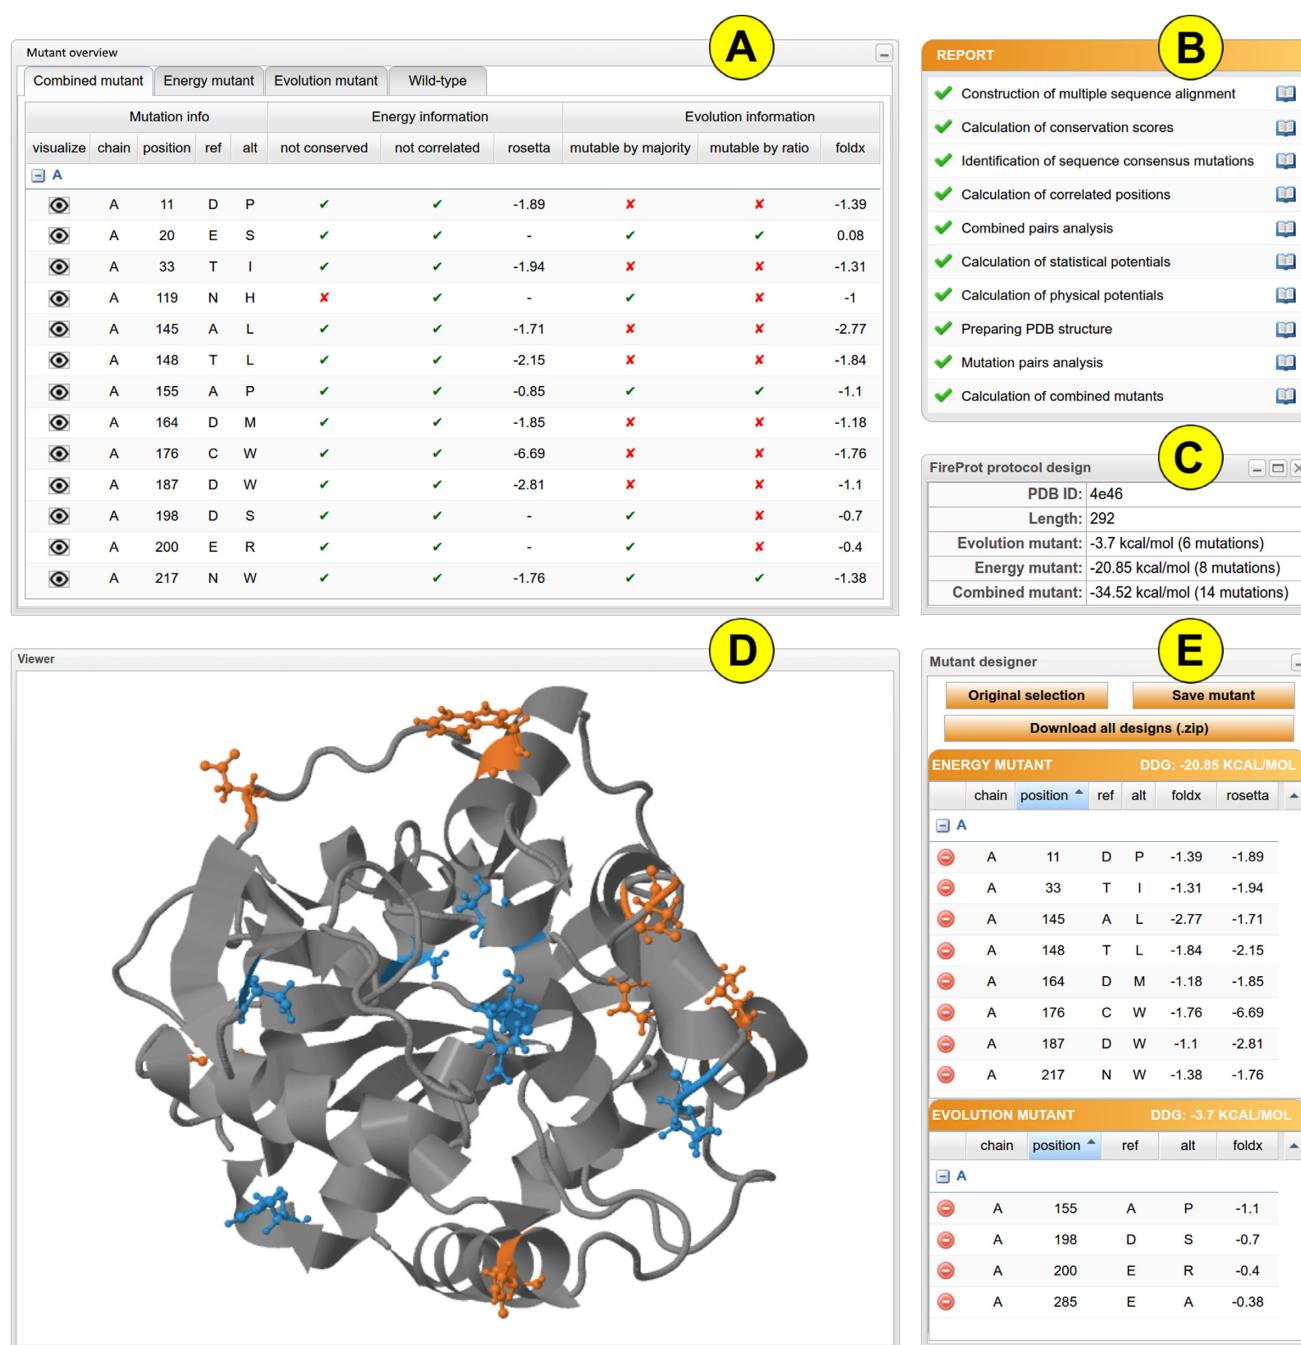 A
Mutant overview
Combined mutant Energy mutant Evolution mutant Wild-type
Mutation info Energy information Evolution information
visualize chain position ref alt not conserved not correlated rosetta mutable by majority mutable by ratio foldx
A
A 11 D P ✔ ✔ -1.89 ✘ ✘ -1.39
A 20 E S ✔ ✔ - ✔ ✔ 0.08
A 33 T I ✔ ✔ -1.94 ✘ ✘ -1.31
A 119 N H ✘ ✔ - ✔ ✘ -1
A 145 A L ✔ ✔ -1.71 ✘ ✘ -2.77
A 148 T L ✔ ✔ -2.15 ✘ ✘ -1.84
A 155 A P ✔ ✔ -0.85 ✔ ✔ -1.1
A 164 D M ✔ ✔ -1.85 ✘ ✘ -1.18
A 176 C W ✔ ✔ -6.69 ✘ ✘ -1.76
A 187 D W ✔ ✔ -2.81 ✘ ✘ -1.1
A 198 D S ✔ ✔ - ✔ ✘ -0.7
A 200 E R ✔ ✔ - ✔ ✘ -0.4
A 217 N W ✔ ✔ -1.76 ✔ ✔ -1.38
B
REPORT
Construction of multiple sequence alignment
Calculation of conservation scores
Identification of sequence consensus mutations
Calculation of correlated positions
Combined pairs analysis
Calculation of statistical potentials
Calculation of physical potentials
Preparing PDB structure
Mutation pairs analysis
Calculation of combined mutants
C
FireProt protocol design
PDB ID: 4e46
Length: 292
Evolution mutant: -3.7 kcal/mol (6 mutations)
Energy mutant: -20.85 kcal/mol (8 mutations)
Combined mutant: -34.52 kcal/mol (14 mutations)
D
Viewer
E
Mutant designer
Original selection Save mutant
Download all designs (.zip)
ENERGY MUTANT DDG: -20.85 KCAL/MOL
chain position ref alt foldx rosetta
A
A 11 D P -1.39 -1.89
A 33 T I -1.31 -1.94
A 145 A L -2.77 -1.71
A 148 T L -1.84 -2.15
A 164 D M -1.18 -1.85
A 176 C W -1.76 -6.69
A 187 D W -1.1 -2.81
A 217 N W -1.38 -1.76
EVOLUTION MUTANT DDG: -3.7 KCAL/MOL
chain position ref alt foldx
A
A 155 A P -1.1
A 198 D S -0.7
A 200 E R -0.4
A 285 E A -0.38